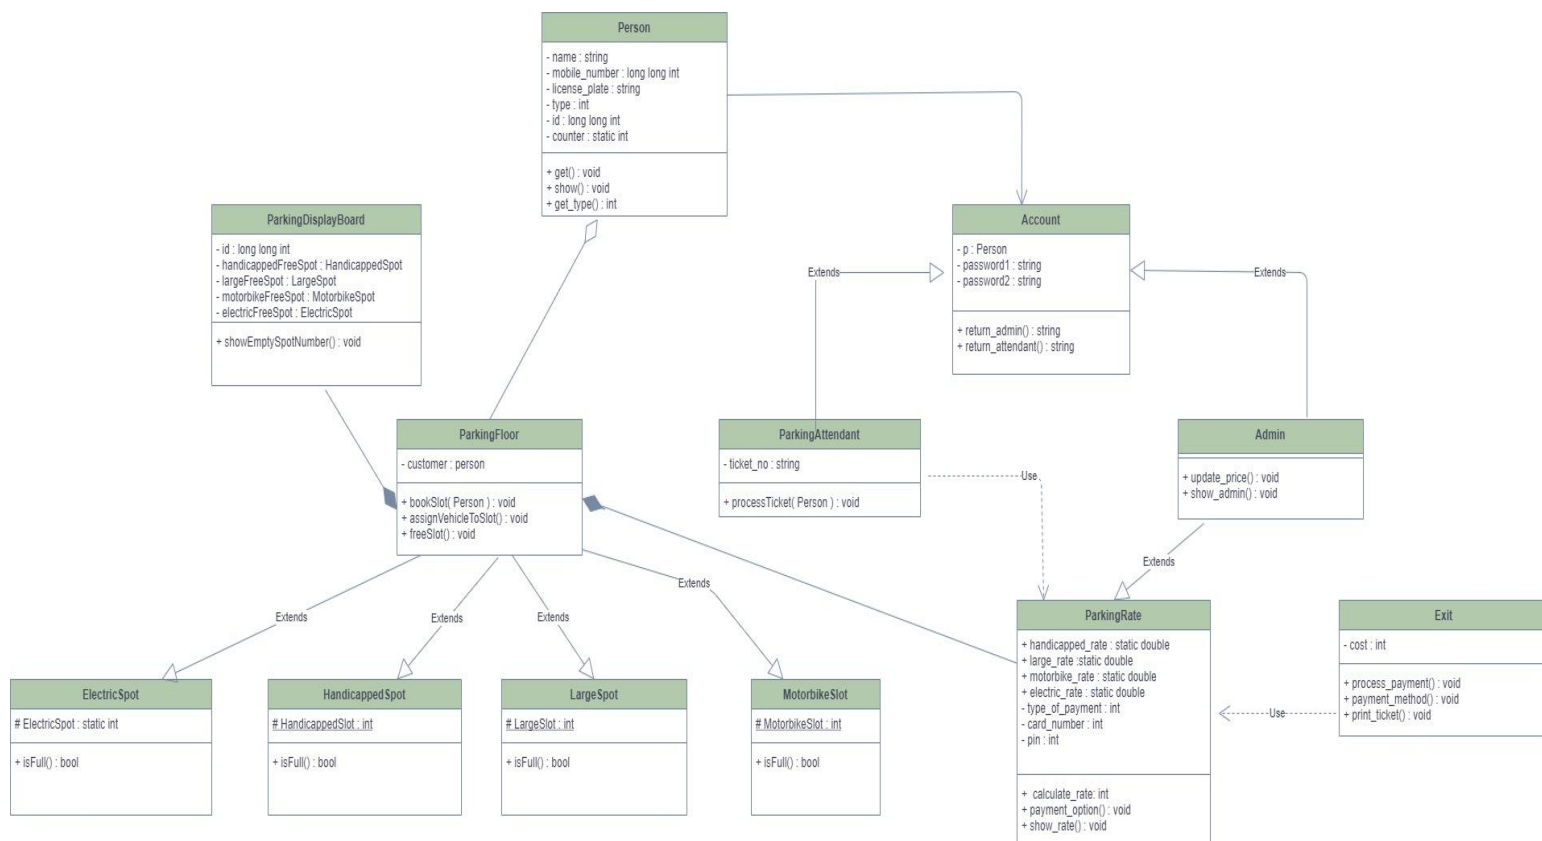 Person
- name : string
- mobile_number : long long int
- license_plate : string
- type : int
- id : long long int
- counter : static int
+ get() : void
+ show() : void
+ get_type() : int
ParkingDisplayBoard
- id : long long int
- handicappedFreeSpot : HandicappedSpot
- largeFreeSpot : LargeSpot
- motorbikeFreeSpot : MotorbikeSpot
- electricFreeSpot : ElectricSpot
+ showEmptySpotNumber() : void
Account
- p : Person
- password1 : string
- password2 : string
+ return_admin() : string
+ return_attendant() : string
Extends
Extends
ParkingFloor
- customer : person
+ bookSlot( Person ) : void
+ assignVehicleToSlot() : void
+ freeSlot() : void
ParkingAttendant
- ticket_no : string
+ processTicket( Person ) : void
Use
Admin
+ update_price() : void
+ show_admin() : void
Extends
Extends
Extends
Extends
Extends
ElectricSpot
# ElectricSpot : static int
+ isFull() : bool
HandicappedSpot
# HandicappedSlot : int
+ isFull() : bool
LargeSpot
# LargeSlot : int
+ isFull() : bool
MotorbikeSlot
# MotorbikeSlot : int
+ isFull() : bool
ParkingRate
+ handicapped_rate : static double
+ large_rate :static double
+ motorbike_rate : static double
+ electric_rate : static double
- type_of_payment : int
- card_number : int
- pin : int
+ calculate_rate: int
+ payment_option() : void
+ show_rate() : void
Use
Exit
- cost : int
+ process_payment() : void
+ payment_method() : void
+ print_ticket() : void